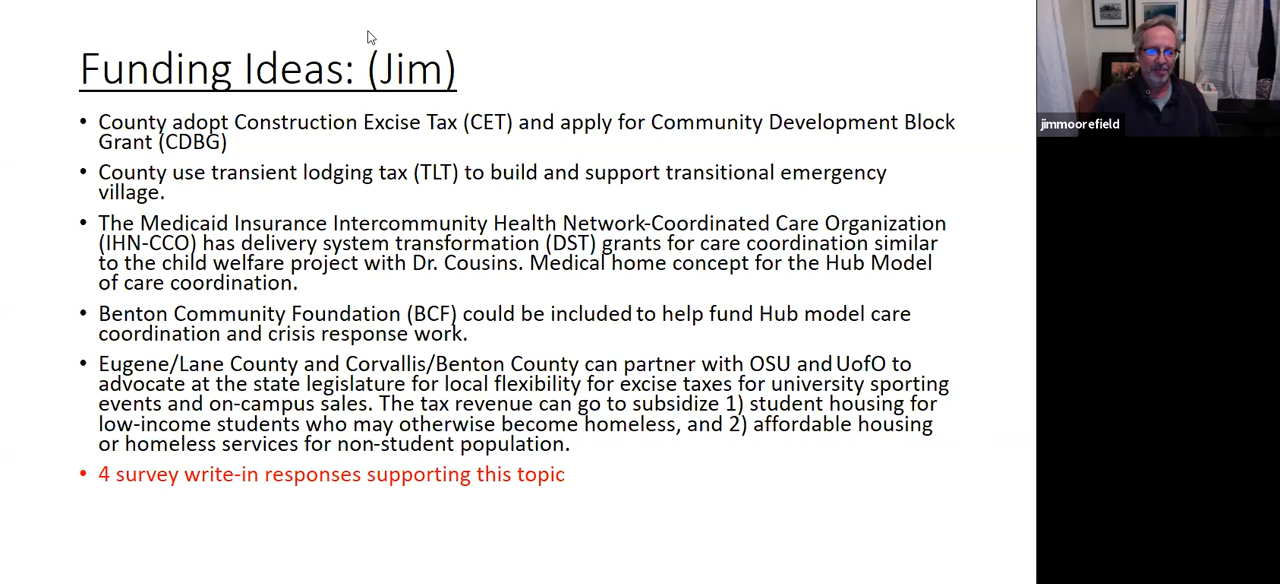 Funding Ideas: (Jim)
• County adopt Construction Excise Tax (CET) and apply for Community Development Block
Grant (CDBG)
• County use transient lodging tax (TLT) to build and support transitional emergency
village.
• The Medicaid Insurance Intercommunity Health Network-Coordinated Care Organization
(IHN-CCO) has delivery system transformation (DST) grants for care coordination similar
to the child welfare project with Dr. Cousins. Medical home concept for the Hub Model
of care coordination.
• Benton Community Foundation (BCF) could be included to help fund Hub model care
coordination and crisis response work.
• Eugene/Lane County and Corvallis/Benton County can partner with OSU and UofO to
advocate at the state legislature for local flexibility for excise taxes for university sporting
events and on-campus sales. The tax revenue can go to subsidize 1) student housing for
low-income students who may otherwise become homeless, and 2) affordable housing
or homeless services for non-student population.
• 4 survey write-in responses supporting this topic
jimmoorefield